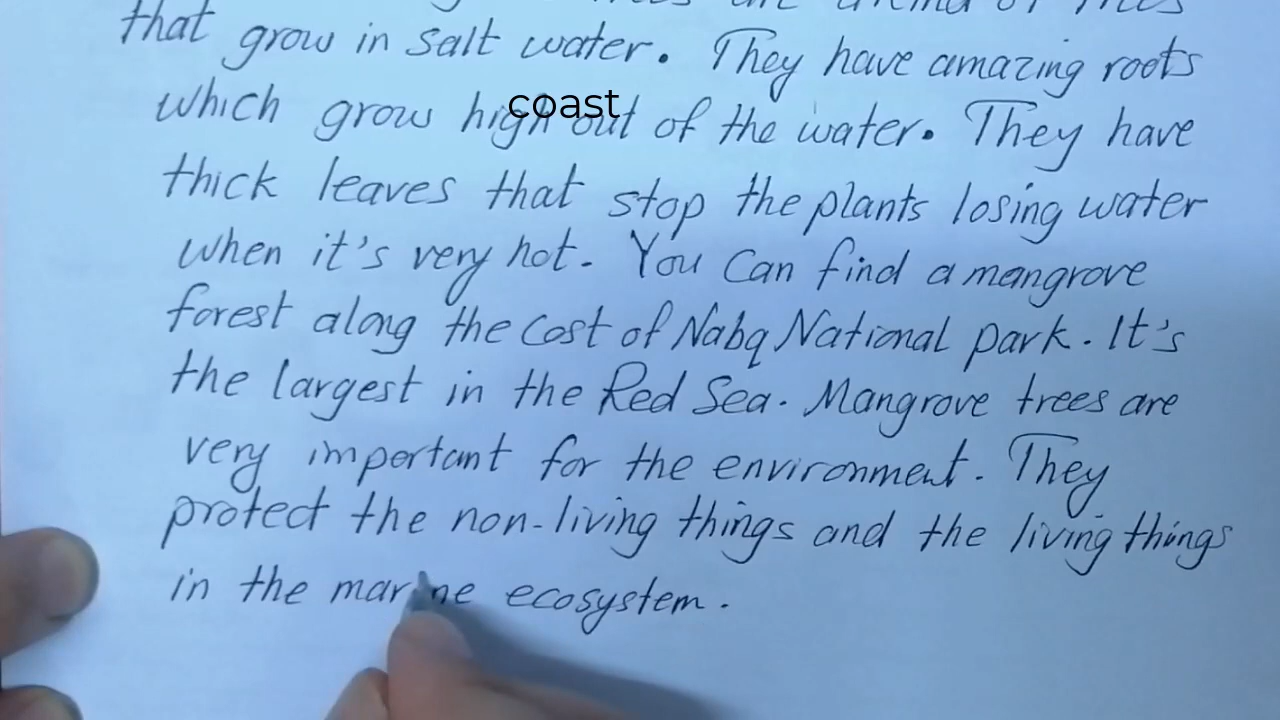 that grow in salt water. They have amazing roots
which grow high out of the water. They have
coast
thick leaves that stop the plants losing water
when it's very hot. You can find a mangrove
forest along the cost of Nabq National park. It's
the largest in the Red Sea. Mangrove trees are
very important for the environment. They
protect the non-living things and the living things
in the marine ecosystem.